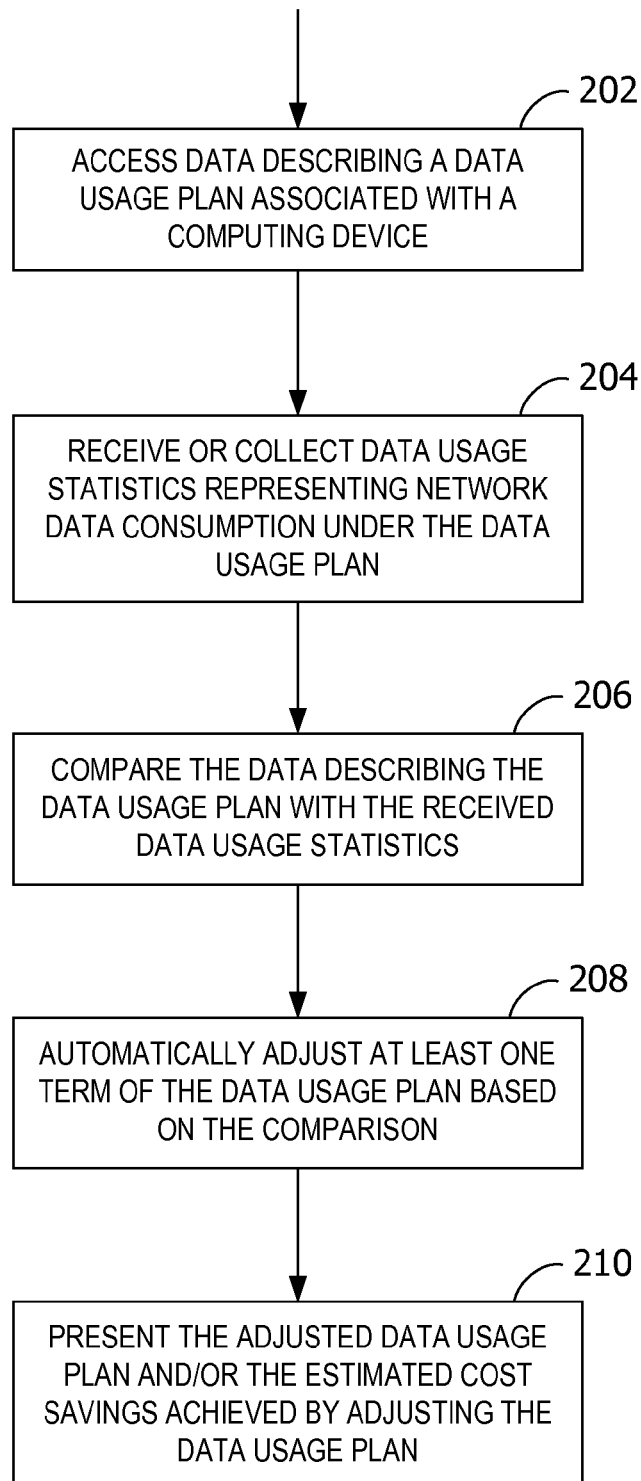 202
ACCESS DATA DESCRIBING A DATA
USAGE PLAN ASSOCIATED WITH A
COMPUTING DEVICE
204
RECEIVE OR COLLECT DATA USAGE
STATISTICS REPRESENTING NETWORK
DATA CONSUMPTION UNDER THE DATA
USAGE PLAN
206
COMPARE THE DATA DESCRIBING THE
DATA USAGE PLAN WITH THE RECEIVED
DATA USAGE STATISTICS
208
AUTOMATICALLY ADJUST AT LEAST ONE
TERM OF THE DATA USAGE PLAN BASED
ON THE COMPARISON
210
PRESENT THE ADJUSTED DATA USAGE
PLAN AND/OR THE ESTIMATED COST
SAVINGS ACHIEVED BY ADJUSTING THE
DATA USAGE PLAN